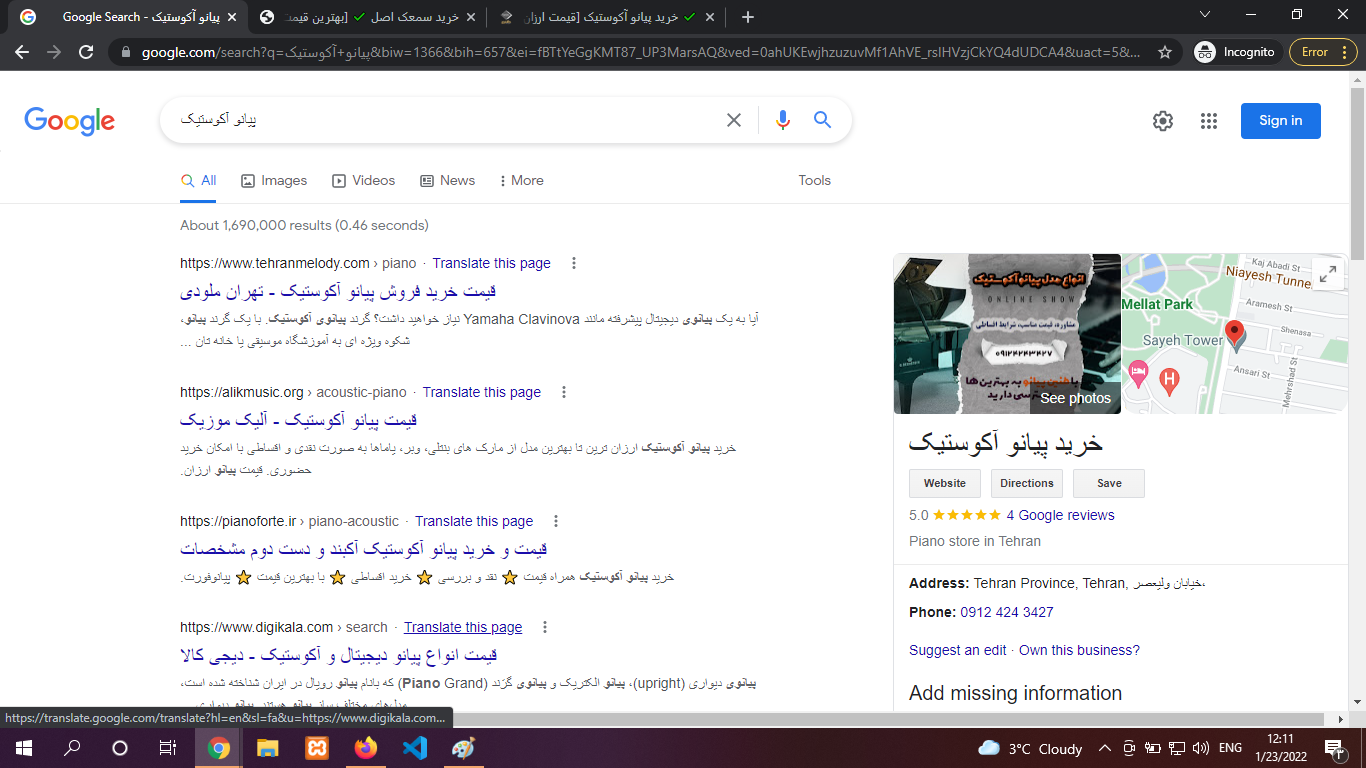 پیانو آکوستیک - Google Search
خرید سمعک اصل ✓ [بهترین قیمت
خرید پیانو آکوستیک [قیمت ارزان ✓
google.com/search?q=پیانو+آکوستیک&biw=1366&bih=657&ei=fBTtYeGgKMT87_UP3MarsAQ&ved=0ahUKEwjhzuzuvMf1AhVE_rsIHVzjCkYQ4dUDCA4&uact=5&...
Incognito
Error
Google
پیانو آکوستیک
Sign in
All
Images
Videos
News
More
Tools
About 1,690,000 results (0.46 seconds)
https://www.tehranmelody.com › piano · Translate this page
قیمت خرید فروش پیانو آکوستیک - تهران ملودی
آیا به یک پیانوی دیجیتال پیشرفته مانند Yamaha Clavinova نیاز خواهید داشت؟ گرند پیانوی آکوستیک. با یک گرند پیانو،
شکوه ویژه ای به آموزشگاه موسیقی یا خانه تان ...
https://alikmusic.org › acoustic-piano · Translate this page
قیمت پیانو آکوستیک - آلیک موزیک
خرید پیانو آکوستیک ارزان ترین تا بهترین مدل از مارک های بنتلی، وبر، یاماها به صورت نقدی و اقساطی با امکان خرید
حضوری. قیمت پیانو ارزان.
https://pianoforte.ir › piano-acoustic · Translate this page
قیمت و خرید پیانو آکوستیک آکبند و دست دوم مشخصات
خرید پیانو آکوستیک همراه قیمت ⭐ نقد و بررسی ⭐ خرید اقساطی ⭐ با بهترین قیمت ⭐ پیانوفورت.
https://www.digikala.com › search · Translate this page
قیمت انواع پیانو دیجیتال و آکوستیک - دیجی کالا
پیانوی دیواری (upright)، پیانو الکتریک و پیانوی گرند (Piano Grand) که بانام پیانو رویال در ایران شناخته شده است،
مدل‌های مختلف ساز پیانو هستند. پیانو دیواری ...
https://translate.google.com/translate?hl=en&sl=fa&u=https://www.digikala.com...
انواع مدل پیانو آکوستیک
ONLINE SHOW
مشاوره، قیمت مناسب، شرایط اقساطی
۰۹۱۲۴۲۴۳۴۲۷
See photos
Kaj Abadi St
Niayesh Tunne
Mellat Park
Aramesh St
Shenasa
Sayeh Tower
Ansari St
Mehrshad St
H
خرید پیانو آکوستیک
Website
Directions
Save
5.0 ★★★★★ 4 Google reviews
Piano store in Tehran
Address: Tehran Province, Tehran, خیابان ولیعصر،
Phone: 0912 424 3427
Suggest an edit · Own this business?
Add missing information
3°C Cloudy
ENG
12:11
1/23/2022